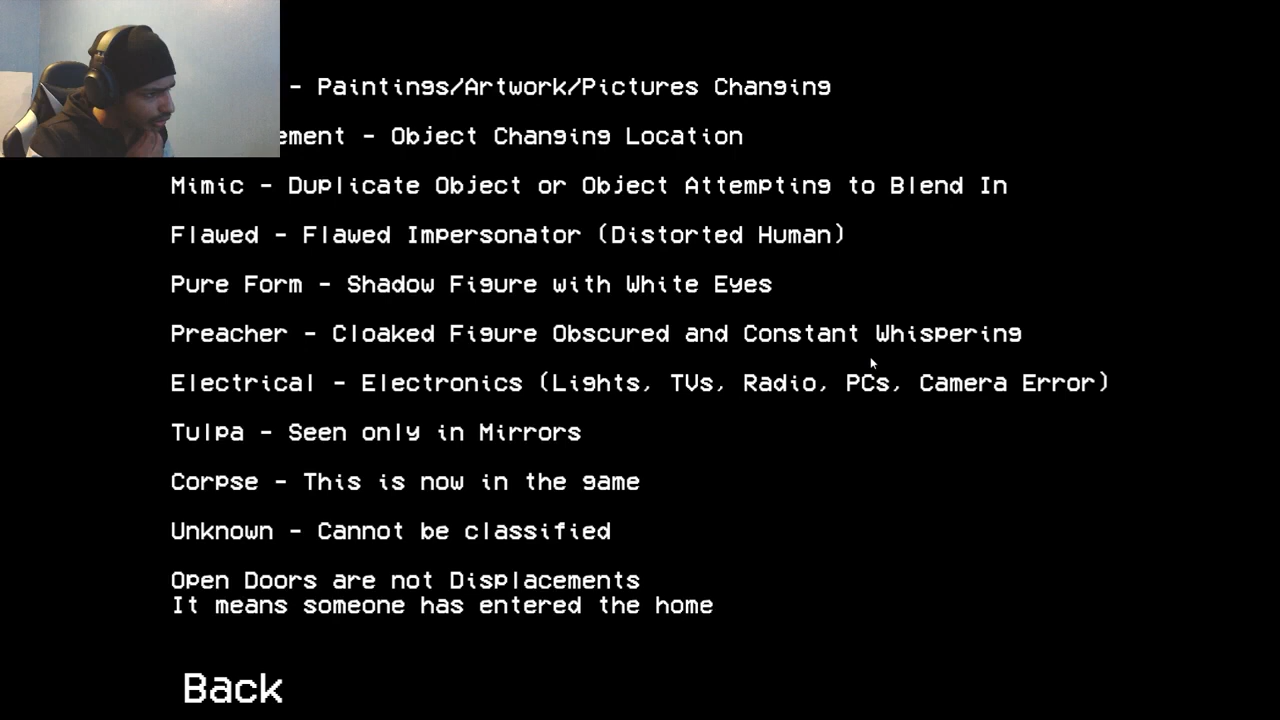 - Paintings/Artwork/Pictures Changing
ement - Object Changing Location
Mimic - Duplicate Object or Object Attempting to Blend In
Flawed - Flawed Impersonator (Distorted Human)
Pure Form - Shadow Figure with White Eyes
Preacher - Cloaked Figure Obscured and Constant Whispering
Electrical - Electronics (Lights, TVs, Radio, PCs, Camera Error)
Tulpa - Seen only in Mirrors
Corpse - This is now in the game
Unknown - Cannot be classified
Open Doors are not Displacements
It means someone has entered the home
Back